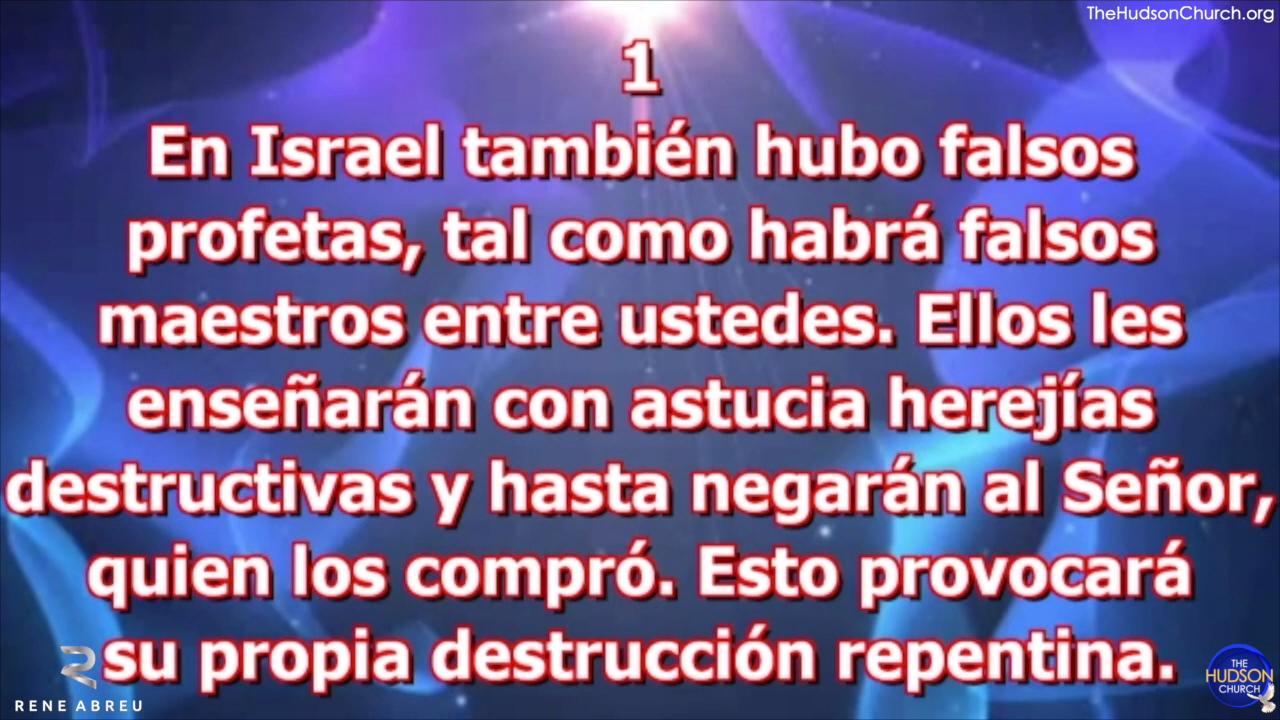 TheHudsonChurch.org
1
En Israel también hubo falsos
profetas, tal como habrá falsos
maestros entre ustedes. Ellos les
enseñarán con astucia herejías
destructivas y hasta negarán al Señor,
quien los compró. Esto provocará
su propia destrucción repentina.
RENE ABREU
THE
HUDSON
CHURCH